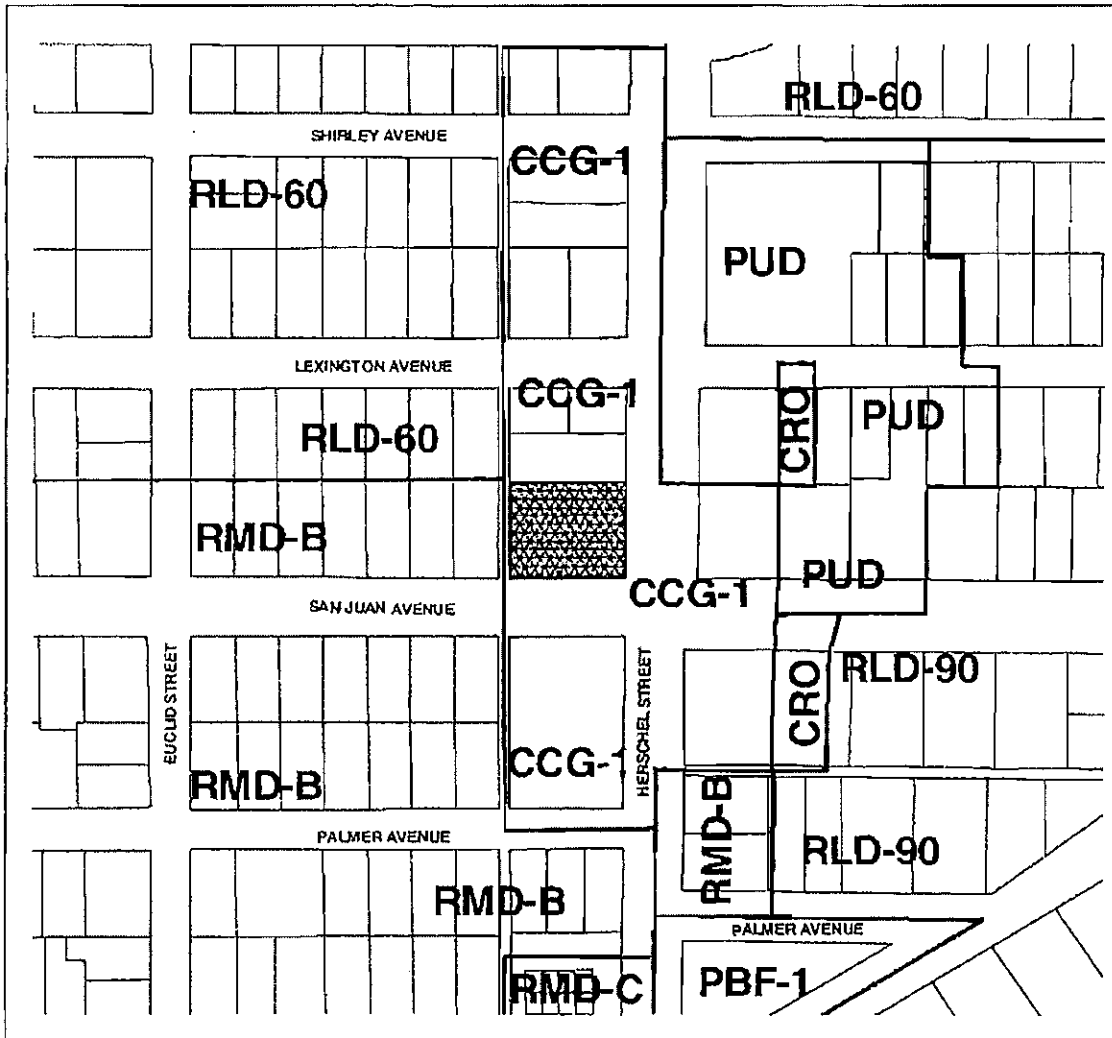 RLD-60
SHIRLEY AVENUE
CCG-1
RLD-60
PUD
LEXINGTON AVENUE
CCG-1
CRO
PUD
RLD-60
RMD-B
PUD
CCG-1
SAN JUAN AVENUE
EUCLID STREET
HERSCHEL STREET
CRO
RLD-90
CCG-1
RMD-B
RMD-B
RLD-90
PALMER AVENUE
RMD-B
PALMER AVENUE
RMD-C
PBF-1